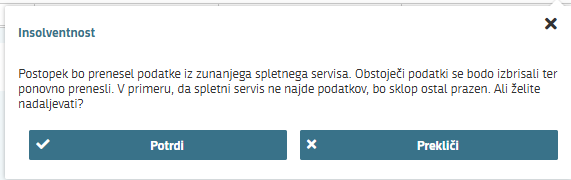 Insolventnost
Postopek bo prenesel podatke iz zunanjega spletnega servisa. Obstoječi podatki se bodo izbrisali ter
ponovno prenesli. V primeru, da spletni servis ne najde podatkov, bo sklop ostal prazen. Ali želite
nadaljevati?
Potrdi
Prekliči